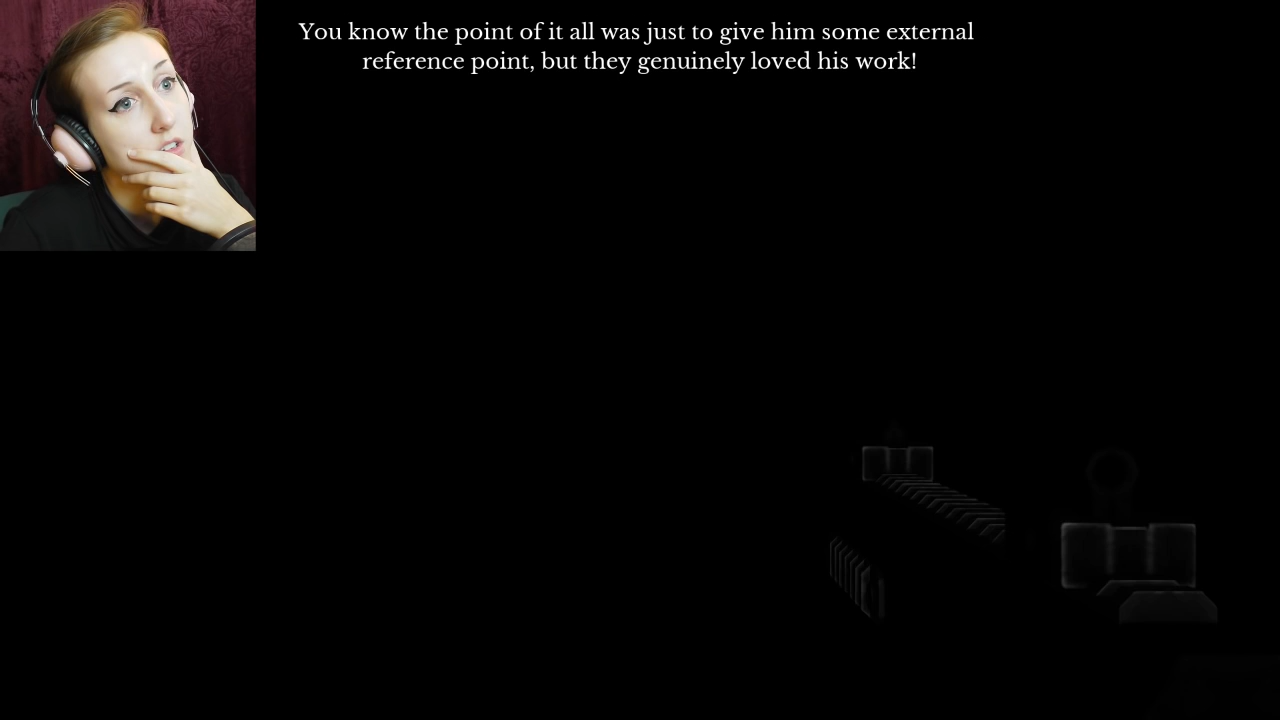 You know the point of it all was just to give him some external
reference point, but they genuinely loved his work!